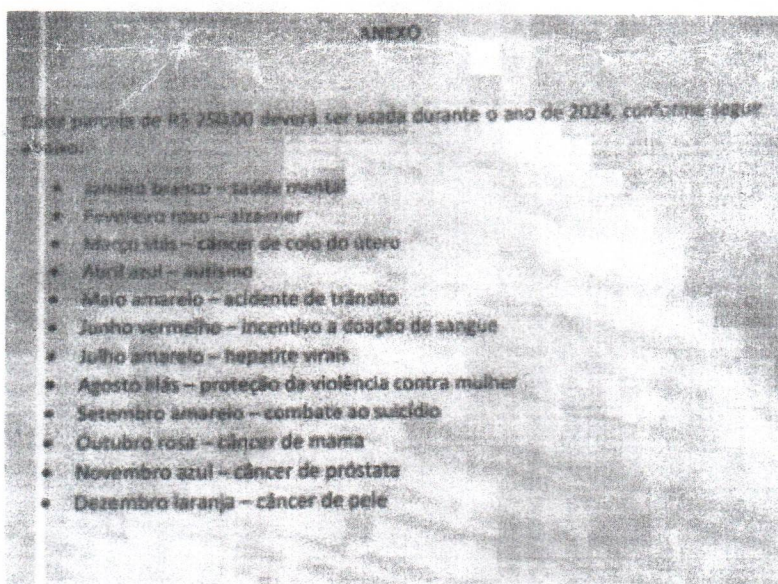 ANEXO
Cada parcela de R$ 250,00 deverá ser usada durante o ano de 2024, conforme segue
abaixo:
• Janeiro branco – saúde mental
• Fevereiro roxo – alzaimer
• Março lilás – câncer de colo do útero
• Abril azul – autismo
• Maio amarelo – acidente de trânsito
• Junho vermelho – incentivo a doação de sangue
• Julho amarelo – hepatite virais
• Agosto lilás – proteção da violência contra mulher
• Setembro amarelo – combate ao suicídio
• Outubro rosa – câncer de mama
• Novembro azul – câncer de próstata
• Dezembro laranja – câncer de pele